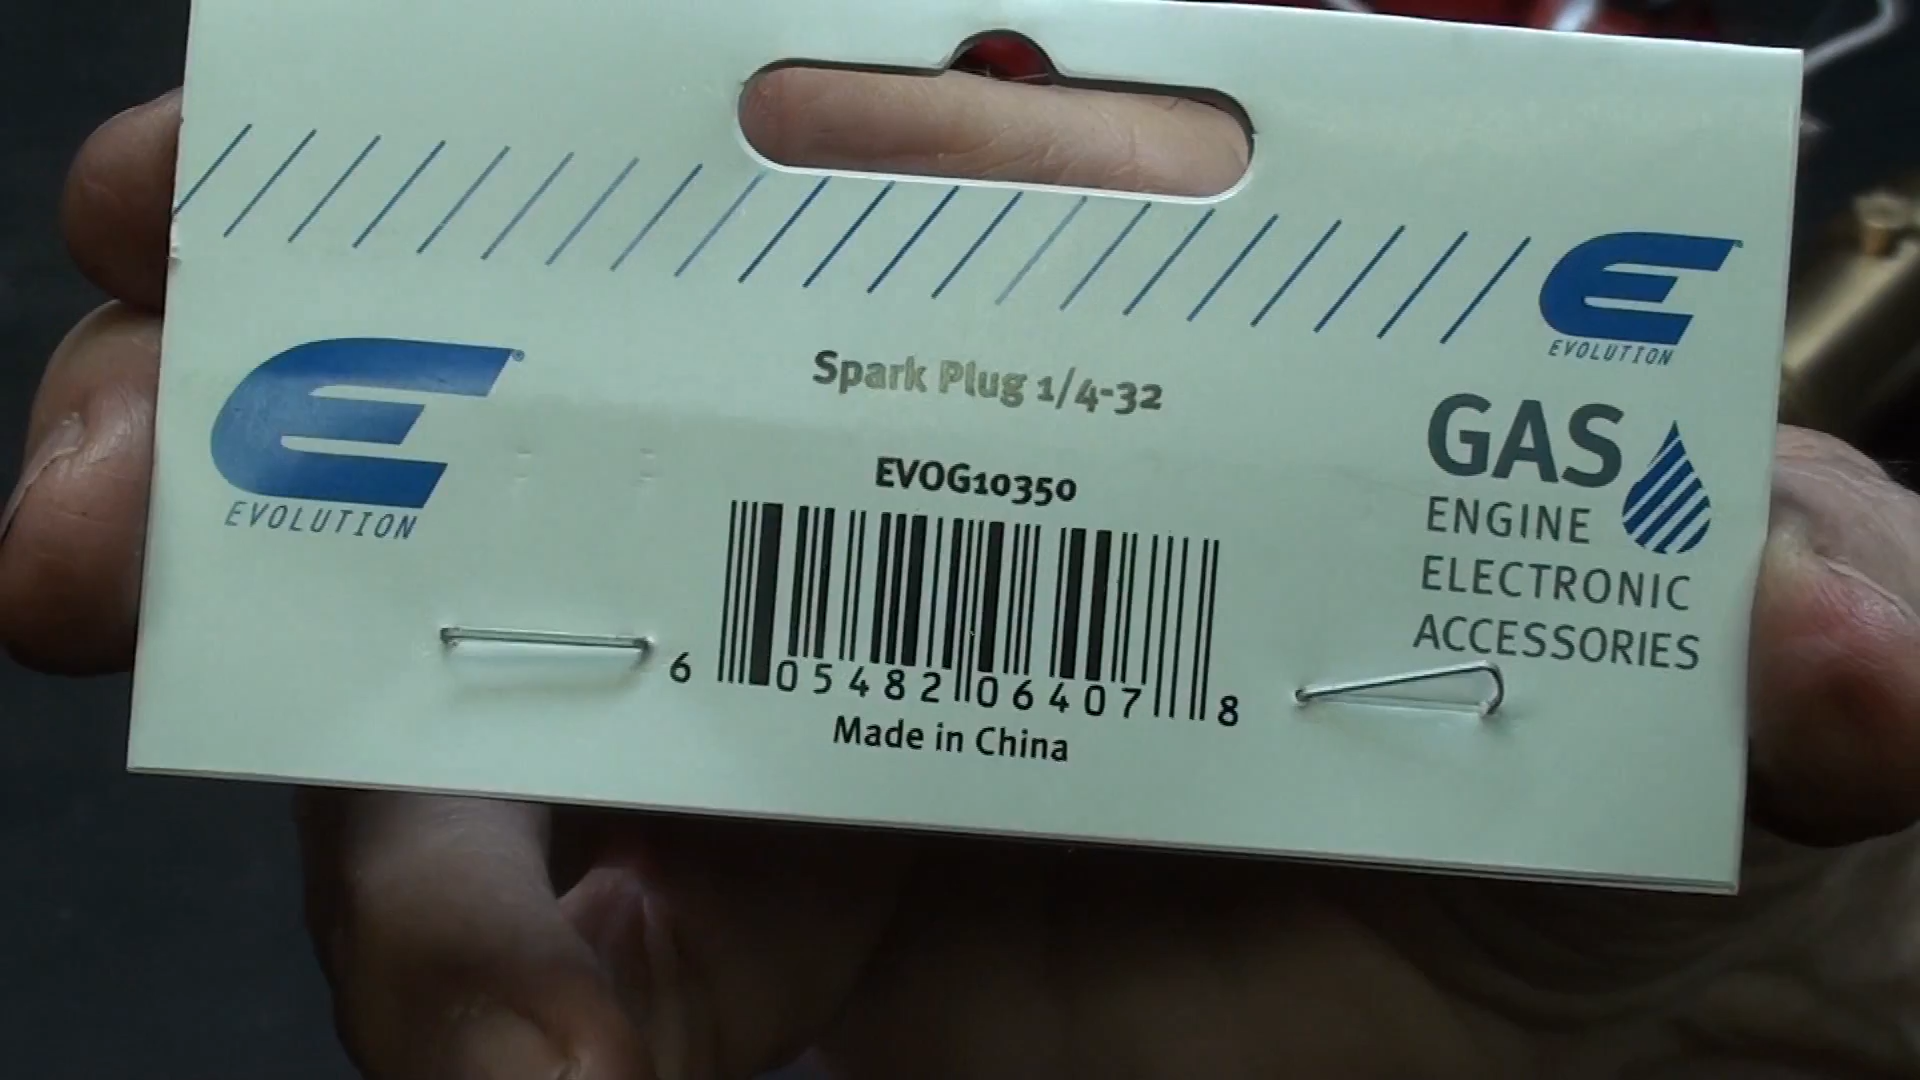 EVOLUTION
Spark Plug 1/4-32
EVOG10350
6 05482 06407 8
Made in China
EVOLUTION
GAS
ENGINE
ELECTRONIC
ACCESSORIES